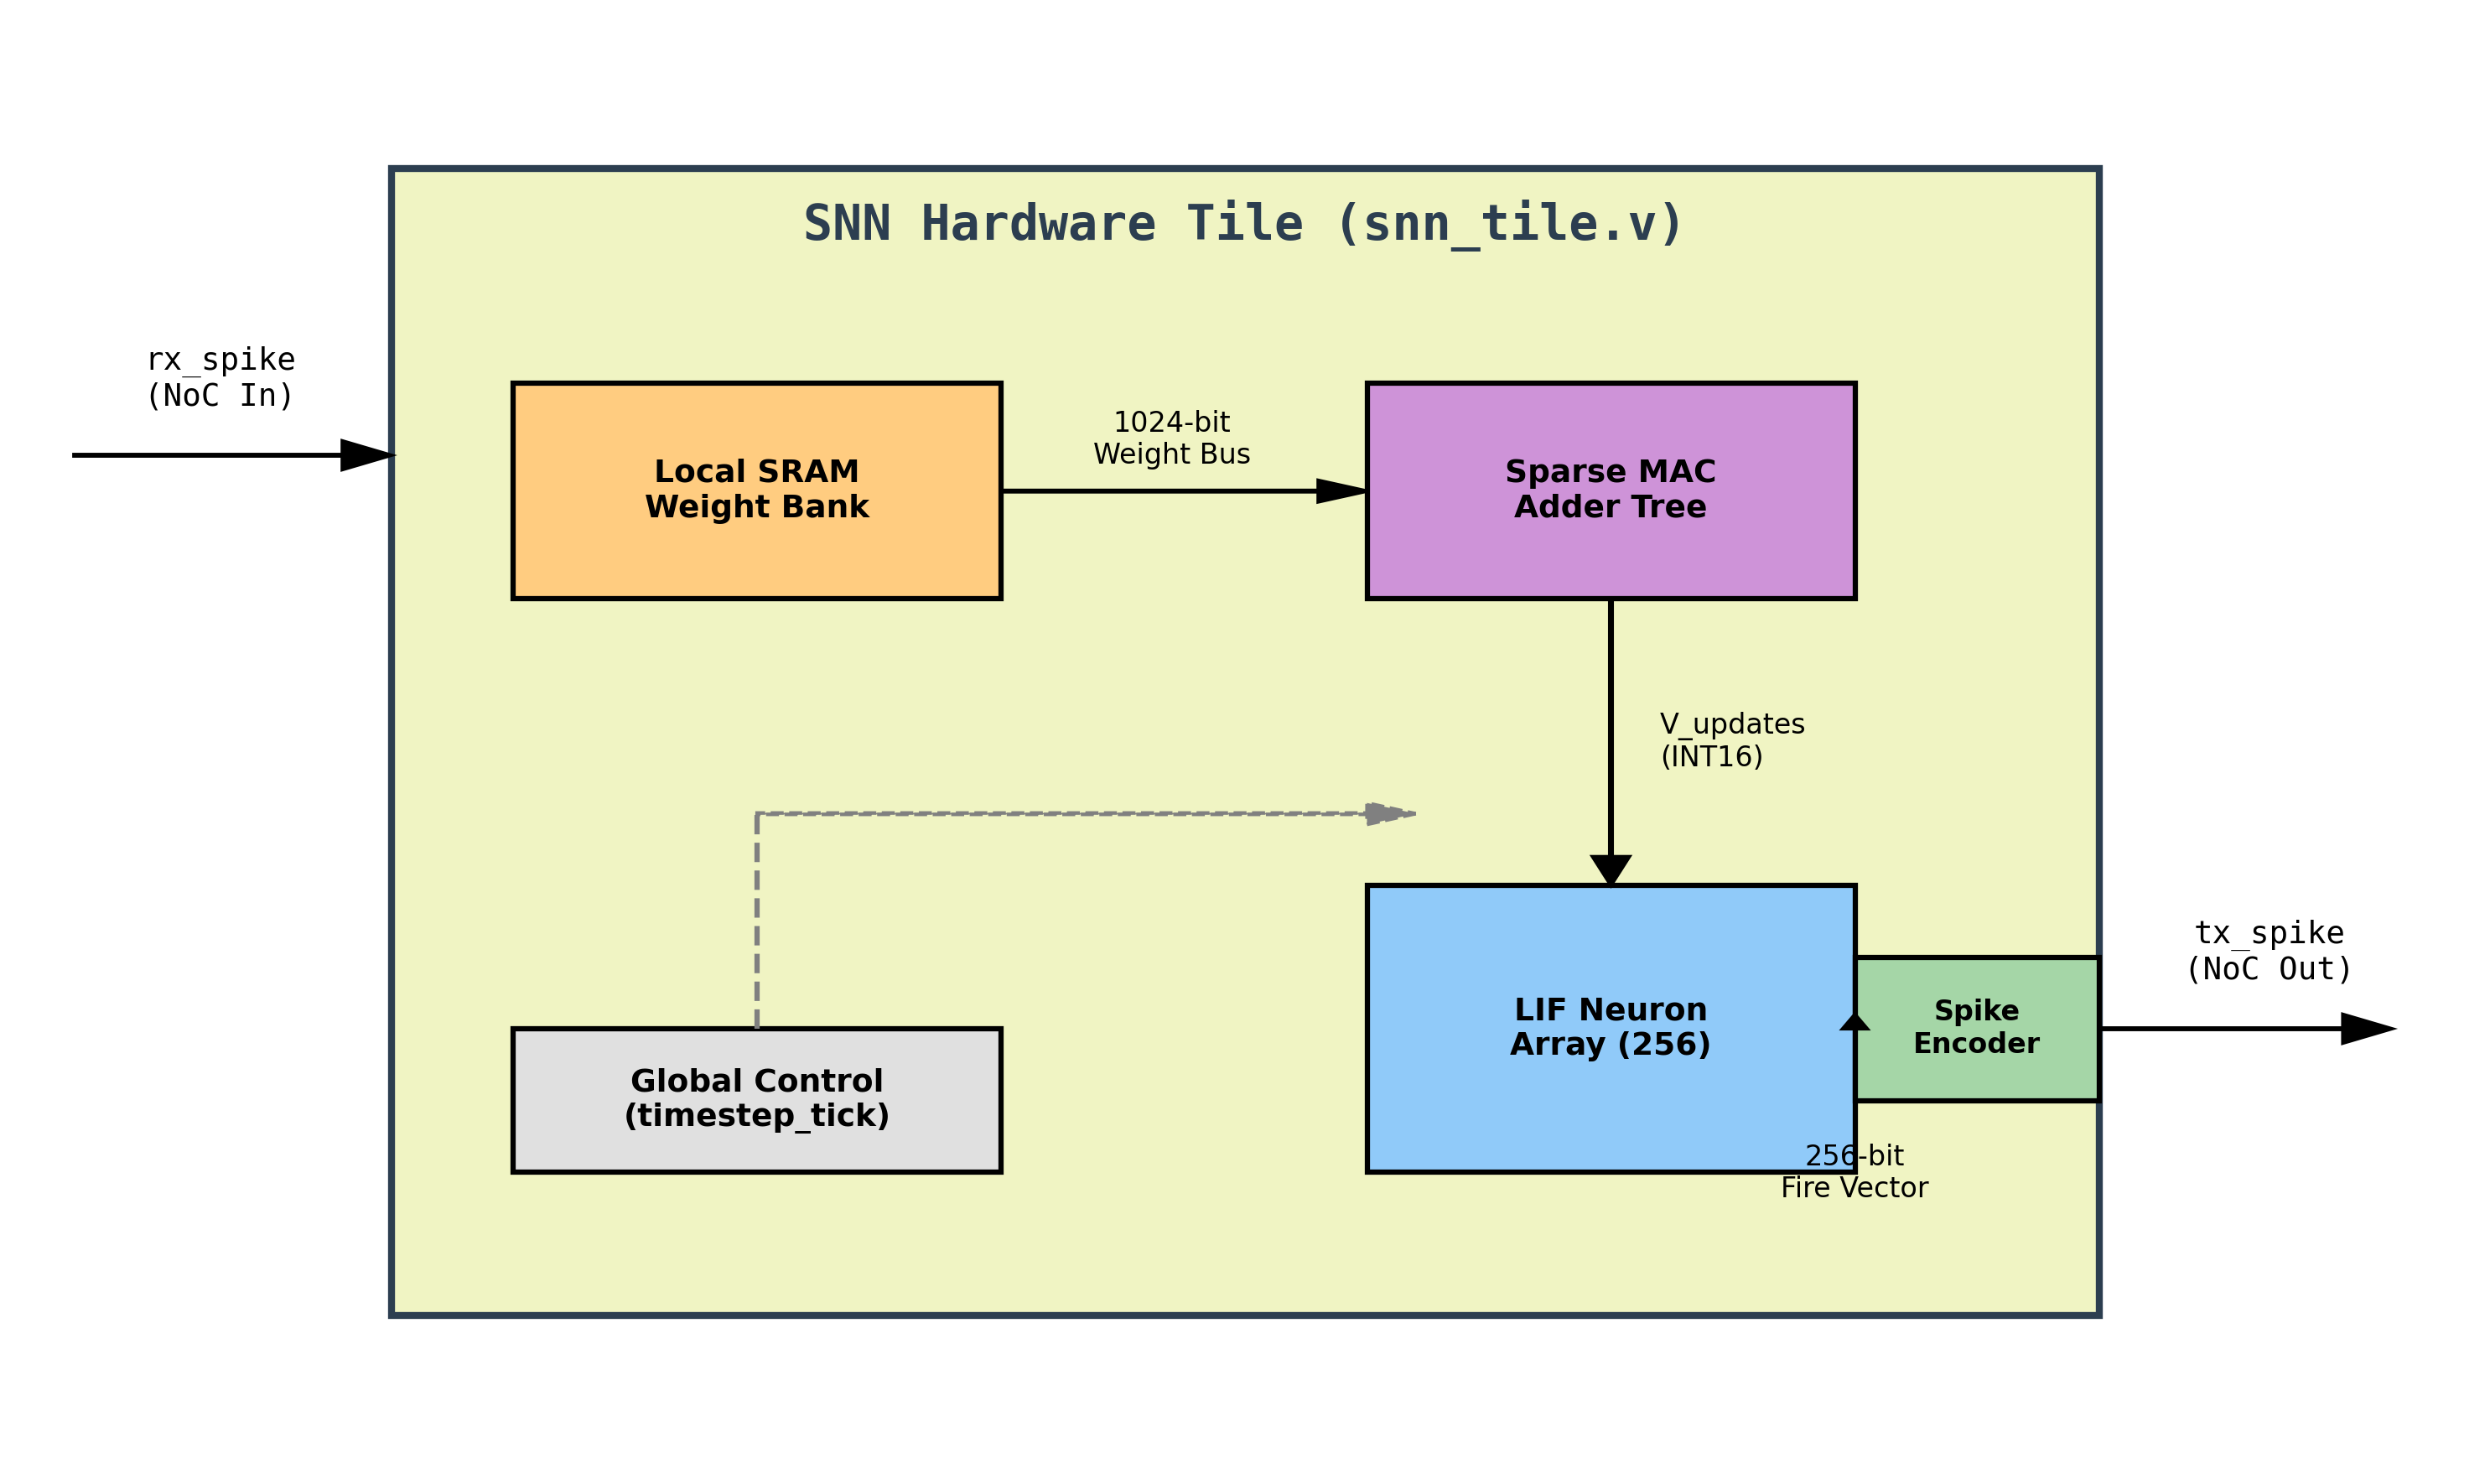 SNN Hardware Tile (snn_tile.v)
rx_spike
(NoC In)
Local SRAM
Weight Bank
1024-bit
Weight Bus
Sparse MAC
Adder Tree
V_updates
(INT16)
Global Control
(timestep_tick)
LIF Neuron
Array (256)
Spike
Encoder
256-bit
Fire Vector
tx_spike
(NoC Out)